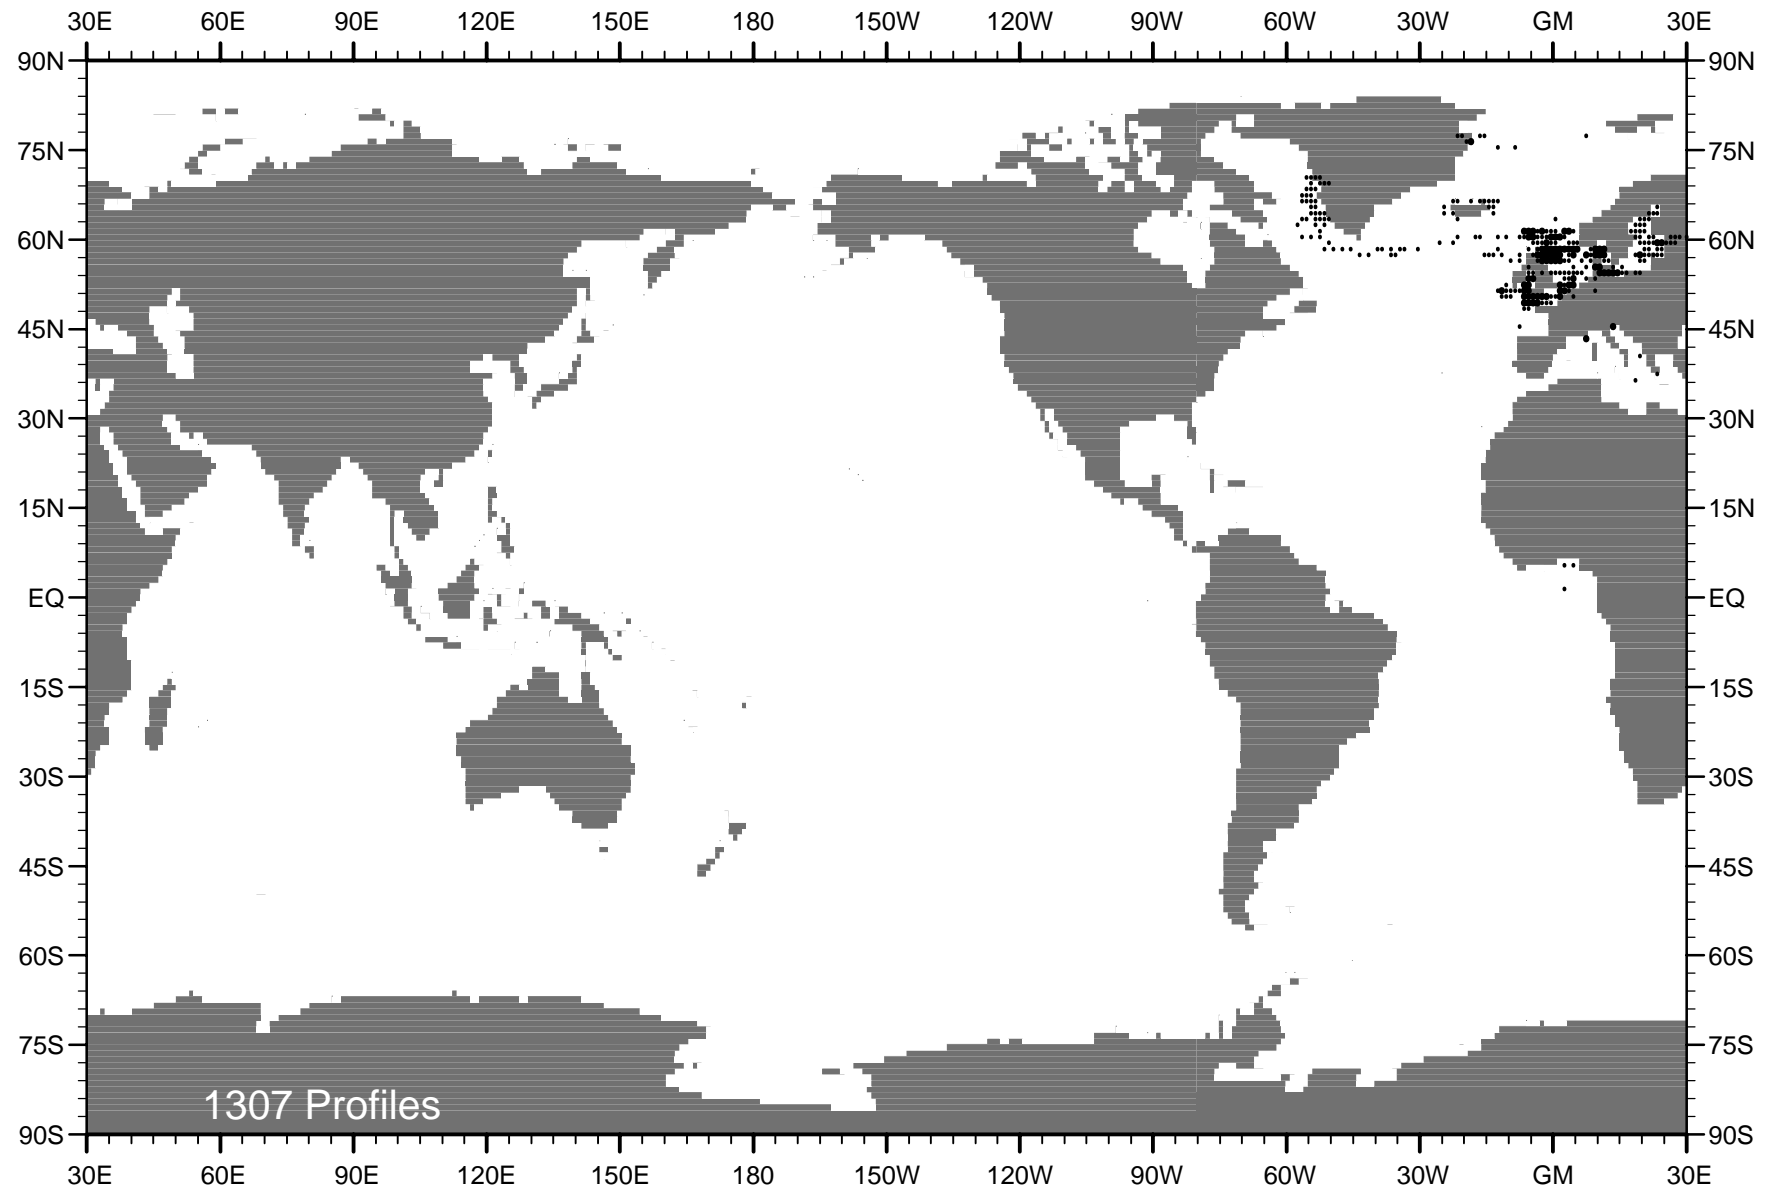 30E 60E 90E 120E 150E 180 150W 120W 90W 60W 30W GM 30E
90N 90N
75N 75N
60N 60N
45N 45N
30N 30N
15N 15N
EQ EQ
15S 15S
30S 30S
45S 45S
60S 60S
75S 75S
1307 Profiles
90S 90S
30E 60E 90E 120E 150E 180 150W 120W 90W 60W 30W GM 30E